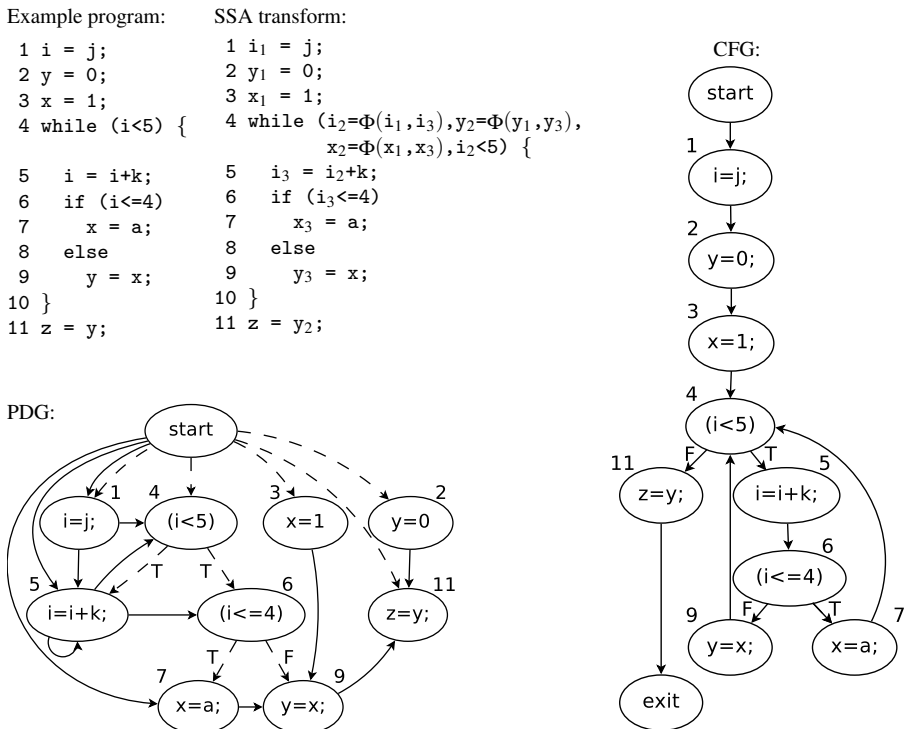 Example program:
1 i = j;
2 y = 0;
3 x = 1;
4 while (i<5) {
5 i = i+k;
6 if (i<=4)
7 x = a;
8 else
9 y = x;
10 }
11 z = y;
SSA transform:
1 i₁ = j;
2 y₁ = 0;
3 x₁ = 1;
4 while (i₂=Φ(i₁,i₃),y₂=Φ(y₁,y₃),
x₂=Φ(x₁,x₃),i₂<5) {
5 i₃ = i₂+k;
6 if (i₃<=4)
7 x₃ = a;
8 else
9 y₃ = x;
10 }
11 z = y₂;
CFG:
start
1
i=j;
2
y=0;
3
x=1;
4
(i<5)
F
T
11
z=y;
5
i=i+k;
6
(i<=4)
F
T
9
y=x;
7
x=a;
exit
PDG:
start
1
i=j;
4
(i<5)
3
x=1
2
y=0
T
T
5
i=i+k;
6
(i<=4)
11
z=y;
T
F
7
x=a;
9
y=x;